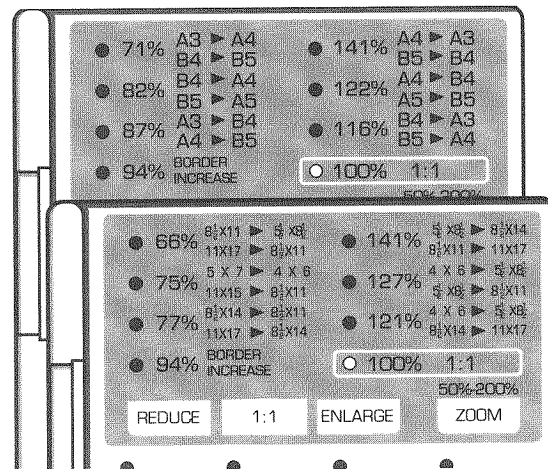 71% A3 ► A4
B4 ► B5
82% B4 ► A4
B5 ► A5
87% A3 ► B4
A4 ► B5
94% BORDER
INCREASE
141% A4 ► A3
B5 ► B4
122% A4 ► B4
A5 ► B5
116% B4 ► A3
B5 ► A4
100% 1:1
50%-200%
66% 8½X11 ► 5½X8½
11X17 ► 8½X11
75% 5 X 7 ► 4 X 6
11X15 ► 8½X11
77% 8½X14 ► 8½X11
11X17 ► 8½X14
94% BORDER
INCREASE
141% 5½X8½ ► 8½X14
8½X11 ► 11X17
127% 4 X 6 ► 5½X8½
5½X8½ ► 8½X11
121% 4 X 6 ► 5½X8½
8½X14 ► 11X17
100% 1:1
50%-200%
REDUCE 1:1 ENLARGE ZOOM